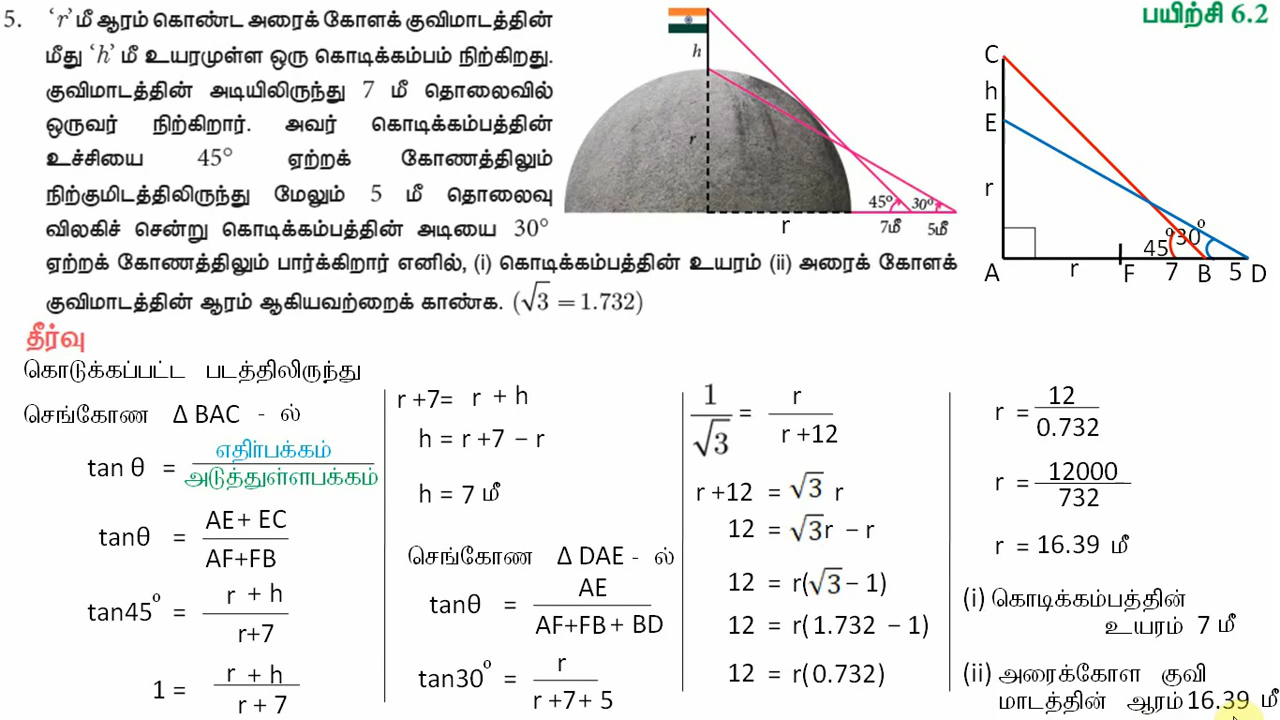 பயிற்சி 6.2
5. ‘r’ மீ ஆரம் கொண்ட அரைக் கோளக் குவிமாடத்தின்
மீது ‘h’ மீ உயரமுள்ள ஒரு கொடிக்கம்பம் நிற்கிறது.
குவிமாடத்தின் அடியிலிருந்து 7 மீ தொலைவில்
ஒருவர் நிற்கிறார். அவர் கொடிக்கம்பத்தின்
உச்சியை 45° ஏற்றக் கோணத்திலும்
நிற்குமிடத்திலிருந்து மேலும் 5 மீ தொலைவு
விலகிச் சென்று கொடிக்கம்பத்தின் அடியை 30°
ஏற்றக் கோணத்திலும் பார்க்கிறார் எனில், (i) கொடிக்கம்பத்தின் உயரம் (ii) அரைக் கோளக்
குவிமாடத்தின் ஆரம் ஆகியவற்றைக் காண்க. (√3 = 1.732)
h
r
45° 30°
r 7மீ 5மீ
C
h
E
r
45° 30°
A r F 7 B 5 D
தீர்வு
கொடுக்கப்பட்ட படத்திலிருந்து
செங்கோண Δ BAC - ல்
tan θ = எதிர்பக்கம் / அடுத்துள்ளபக்கம்
tanθ = AE+ EC / AF+FB
tan45° = r + h / r+7
1 = r + h / r + 7
r +7= r + h
h = r +7 − r
h = 7 மீ
செங்கோண Δ DAE - ல்
tanθ = AE / AF+FB + BD
tan30° = r / r +7+ 5
1/√3 = r / r +12
r +12 = √3 r
12 = √3r − r
12 = r(√3 − 1)
12 = r(1.732 − 1)
12 = r(0.732)
r = 12 / 0.732
r = 12000 / 732
r = 16.39 மீ
(i) கொடிக்கம்பத்தின்
உயரம் 7 மீ
(ii) அரைக்கோள குவி
மாடத்தின் ஆரம் 16.39 மீ